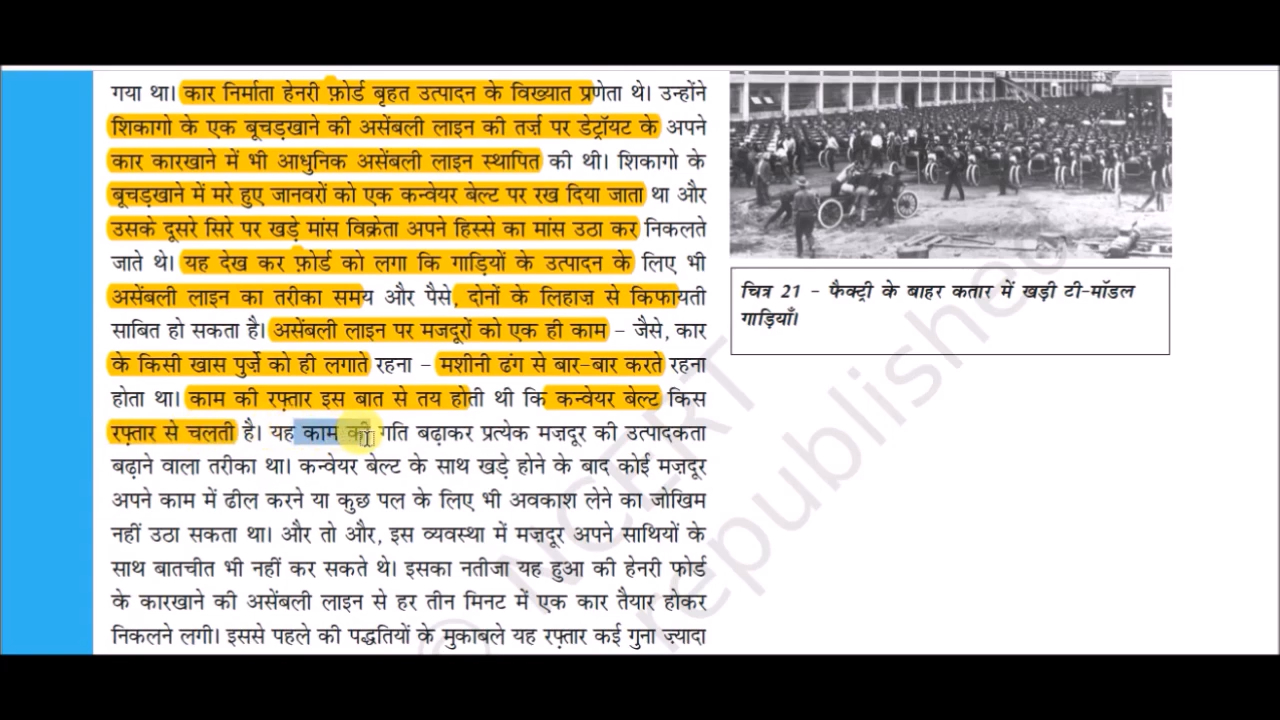 गया था। कार निर्माता हेनरी फ़ोर्ड बृहत उत्पादन के विख्यात प्रणेता थे। उन्होंने
शिकागो के एक बूचड़खाने की असेंबली लाइन की तर्ज़ पर डेट्रॉयट के अपने
कार कारखाने में भी आधुनिक असेंबली लाइन स्थापित की थी। शिकागो के
बूचड़खाने में मरे हुए जानवरों को एक कन्वेयर बेल्ट पर रख दिया जाता था और
उसके दूसरे सिरे पर खड़े मांस विक्रेता अपने हिस्से का मांस उठा कर निकलते
जाते थे। यह देख कर फ़ोर्ड को लगा कि गाड़ियों के उत्पादन के लिए भी
असेंबली लाइन का तरीका समय और पैसे, दोनों के लिहाज़ से किफायती
साबित हो सकता है। असेंबली लाइन पर मजदूरों को एक ही काम – जैसे, कार
के किसी खास पुर्ज़े को ही लगाते रहना – मशीनी ढंग से बार-बार करते रहना
होता था। काम की रफ़्तार इस बात से तय होती थी कि कन्वेयर बेल्ट किस
रफ़्तार से चलती है। यह काम की गति बढ़ाकर प्रत्येक मज़दूर की उत्पादकता
बढ़ाने वाला तरीका था। कन्वेयर बेल्ट के साथ खड़े होने के बाद कोई मज़दूर
अपने काम में ढील करने या कुछ पल के लिए भी अवकाश लेने का जोखिम
नहीं उठा सकता था। और तो और, इस व्यवस्था में मज़दूर अपने साथियों के
साथ बातचीत भी नहीं कर सकते थे। इसका नतीजा यह हुआ की हेनरी फोर्ड
के कारखाने की असेंबली लाइन से हर तीन मिनट में एक कार तैयार होकर
निकलने लगी। इससे पहले की पद्धतियों के मुकाबले यह रफ़्तार कई गुना ज़्यादा
चित्र 21 – फैक्ट्री के बाहर कतार में खड़ी टी-मॉडल
गाड़ियाँ।
© NCERT
republished